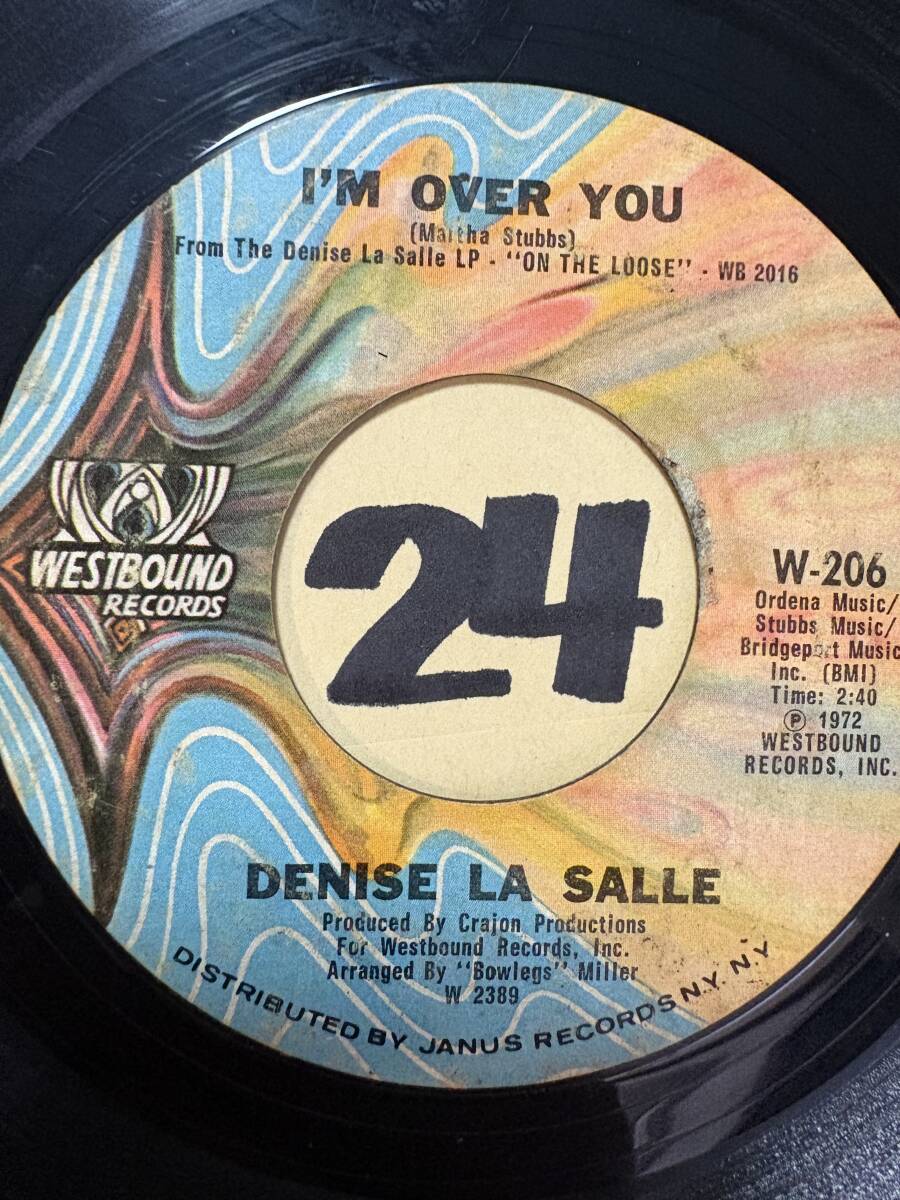 I'M OVER YOU
(Martha Stubbs)
From The Denise La Salle LP - "ON THE LOOSE" - WB 2016
WESTBOUND
RECORDS
24
W-206
Ordena Music/
Stubbs Music/
Bridgeport Music
Inc. (BMI)
Time: 2:40
Ⓟ 1972
WESTBOUND
RECORDS, INC.
DENISE LA SALLE
Produced By Crajon Productions
For Westbound Records, Inc.
Arranged By "Bowlegs" Miller
W 2389
DISTRIBUTED BY JANUS RECORDS N.Y. N.Y